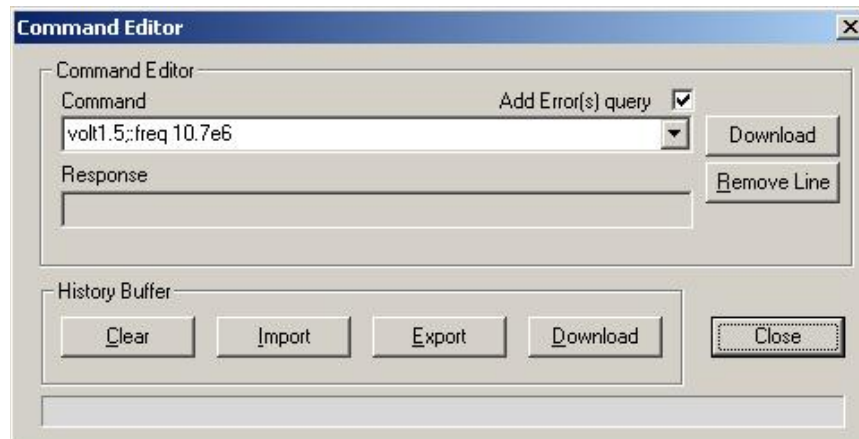 Command Editor
Command Editor
Command Add Error(s) query
volt1.5;:freq 10.7e6
Download
Response
Remove Line
History Buffer
Clear Import Export Download Close